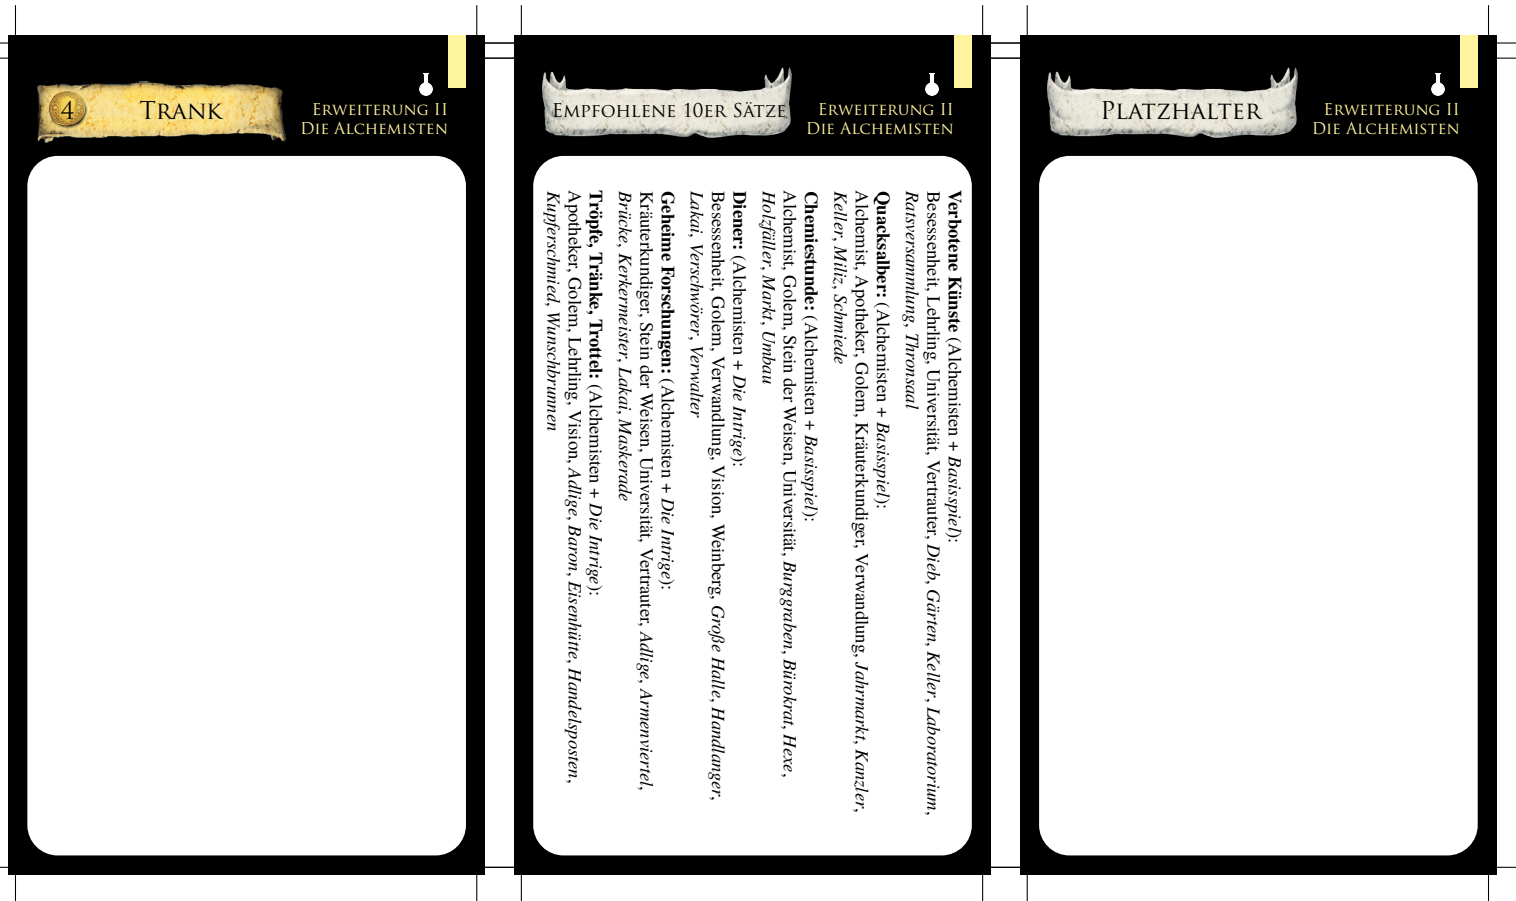 4
TRANK
ERWEITERUNG II
DIE ALCHEMISTEN
EMPFOHLENE 10ER SÄTZE
ERWEITERUNG II
DIE ALCHEMISTEN
Verbotene Künste (Alchemisten + Basisspiel):
Besessenheit, Lehrling, Universität, Vertrauter, Dieb, Gärten, Keller, Laboratorium,
Ratsversammlung, Thronsaal
Quacksalber: (Alchemisten + Basisspiel):
Alchemist, Apotheker, Golem, Kräuterkundiger, Verwandlung, Jahrmarkt, Kanzler,
Keller, Miliz, Schmiede
Chemiestunde: (Alchemisten + Basisspiel):
Alchemist, Golem, Stein der Weisen, Universität, Burggraben, Bürokrat, Hexe,
Holzfäller, Markt, Umbau
Diener: (Alchemisten + Die Intrige):
Besessenheit, Golem, Verwandlung, Vision, Weinberg, Große Halle, Handlanger,
Lakai, Verschwörer, Verwalter
Geheime Forschungen: (Alchemisten + Die Intrige):
Kräuterkundiger, Stein der Weisen, Universität, Vertrauter, Adlige, Armenviertel,
Brücke, Kerkermeister, Lakai, Maskerade
Tröpfe, Tränke, Trottel: (Alchemisten + Die Intrige):
Apotheker, Golem, Lehrling, Vision, Adlige, Baron, Eisenhütte, Handelsposten,
Kupferschmied, Wunschbrunnen
PLATZHALTER
ERWEITERUNG II
DIE ALCHEMISTEN